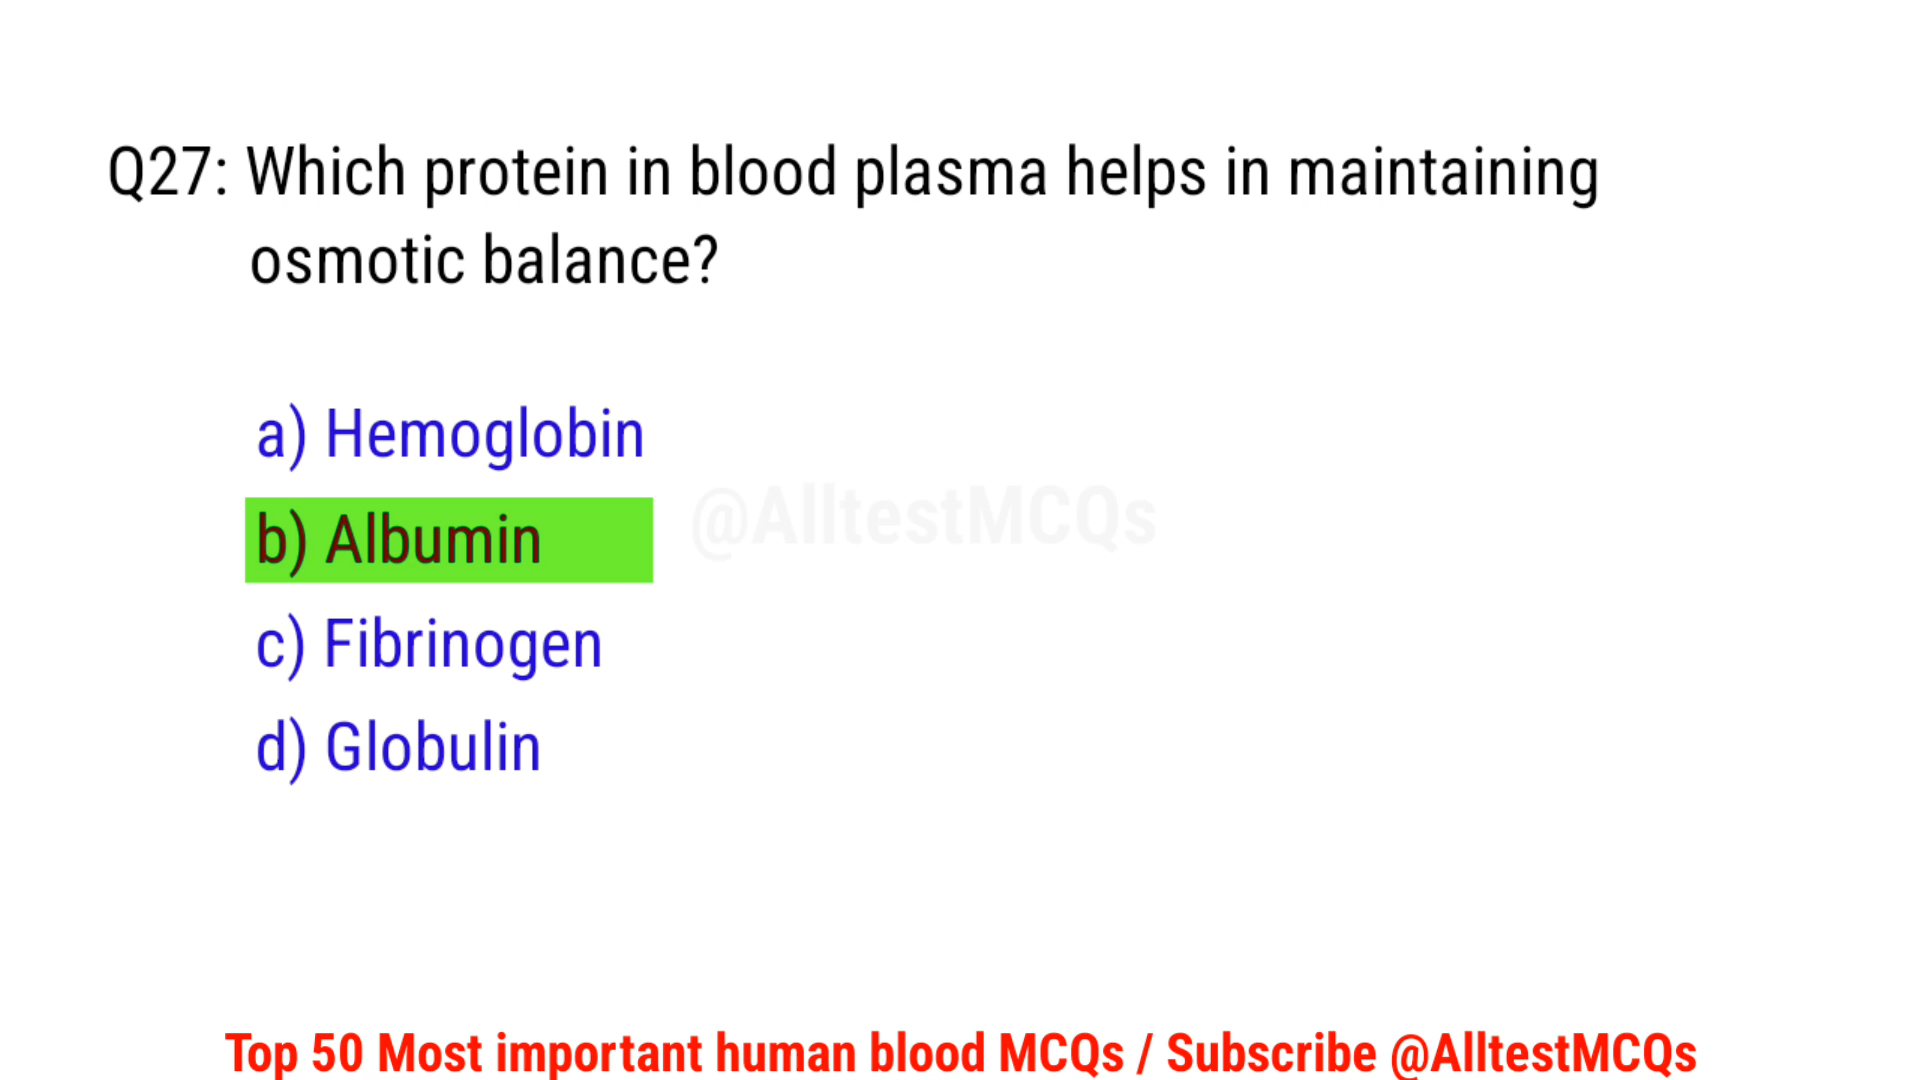 Q27: Which protein in blood plasma helps in maintaining
osmotic balance?
a) Hemoglobin
b) Albumin
@AlltestMCQs
c) Fibrinogen
d) Globulin
Top 50 Most important human blood MCQs / Subscribe @AlltestMCQs